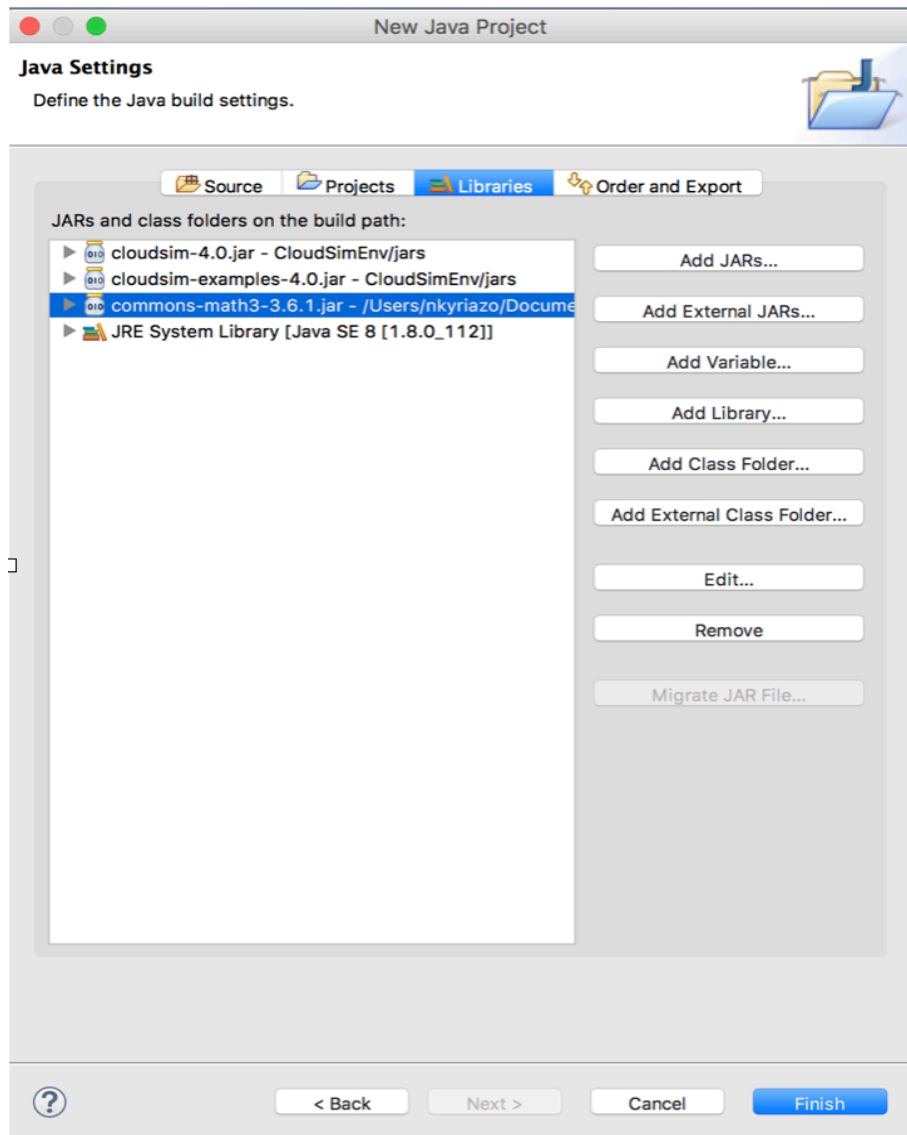 New Java Project
Java Settings
Define the Java build settings.
Source Projects Libraries Order and Export
JARs and class folders on the build path:
cloudsim-4.0.jar - CloudSimEnv/jars
cloudsim-examples-4.0.jar - CloudSimEnv/jars
commons-math3-3.6.1.jar - /Users/nkyriazo/Docume
JRE System Library [Java SE 8 [1.8.0_112]]
Add JARs...
Add External JARs...
Add Variable...
Add Library...
Add Class Folder...
Add External Class Folder...
Edit...
Remove
Migrate JAR File...
? < Back Next > Cancel Finish